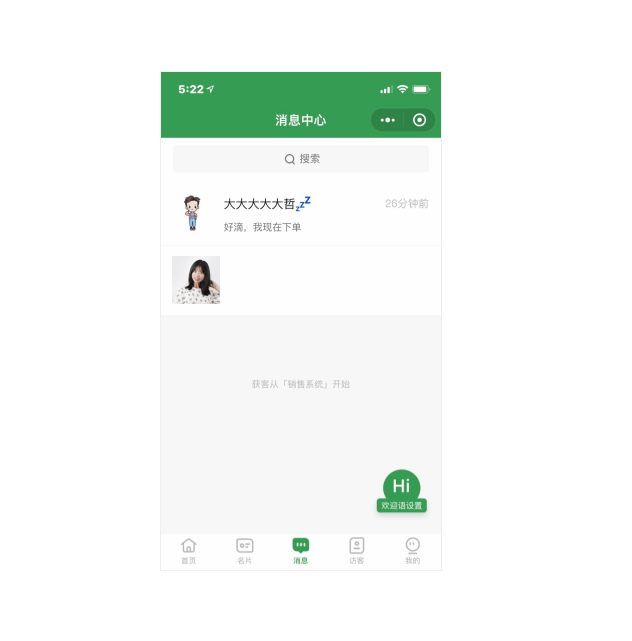 5:22
消息中心
搜索
大大大大大哲💤
26分钟前
好滴，我现在下单
获客从「销售系统」开始
Hi
欢迎语设置
首页 名片 消息 访客 我的